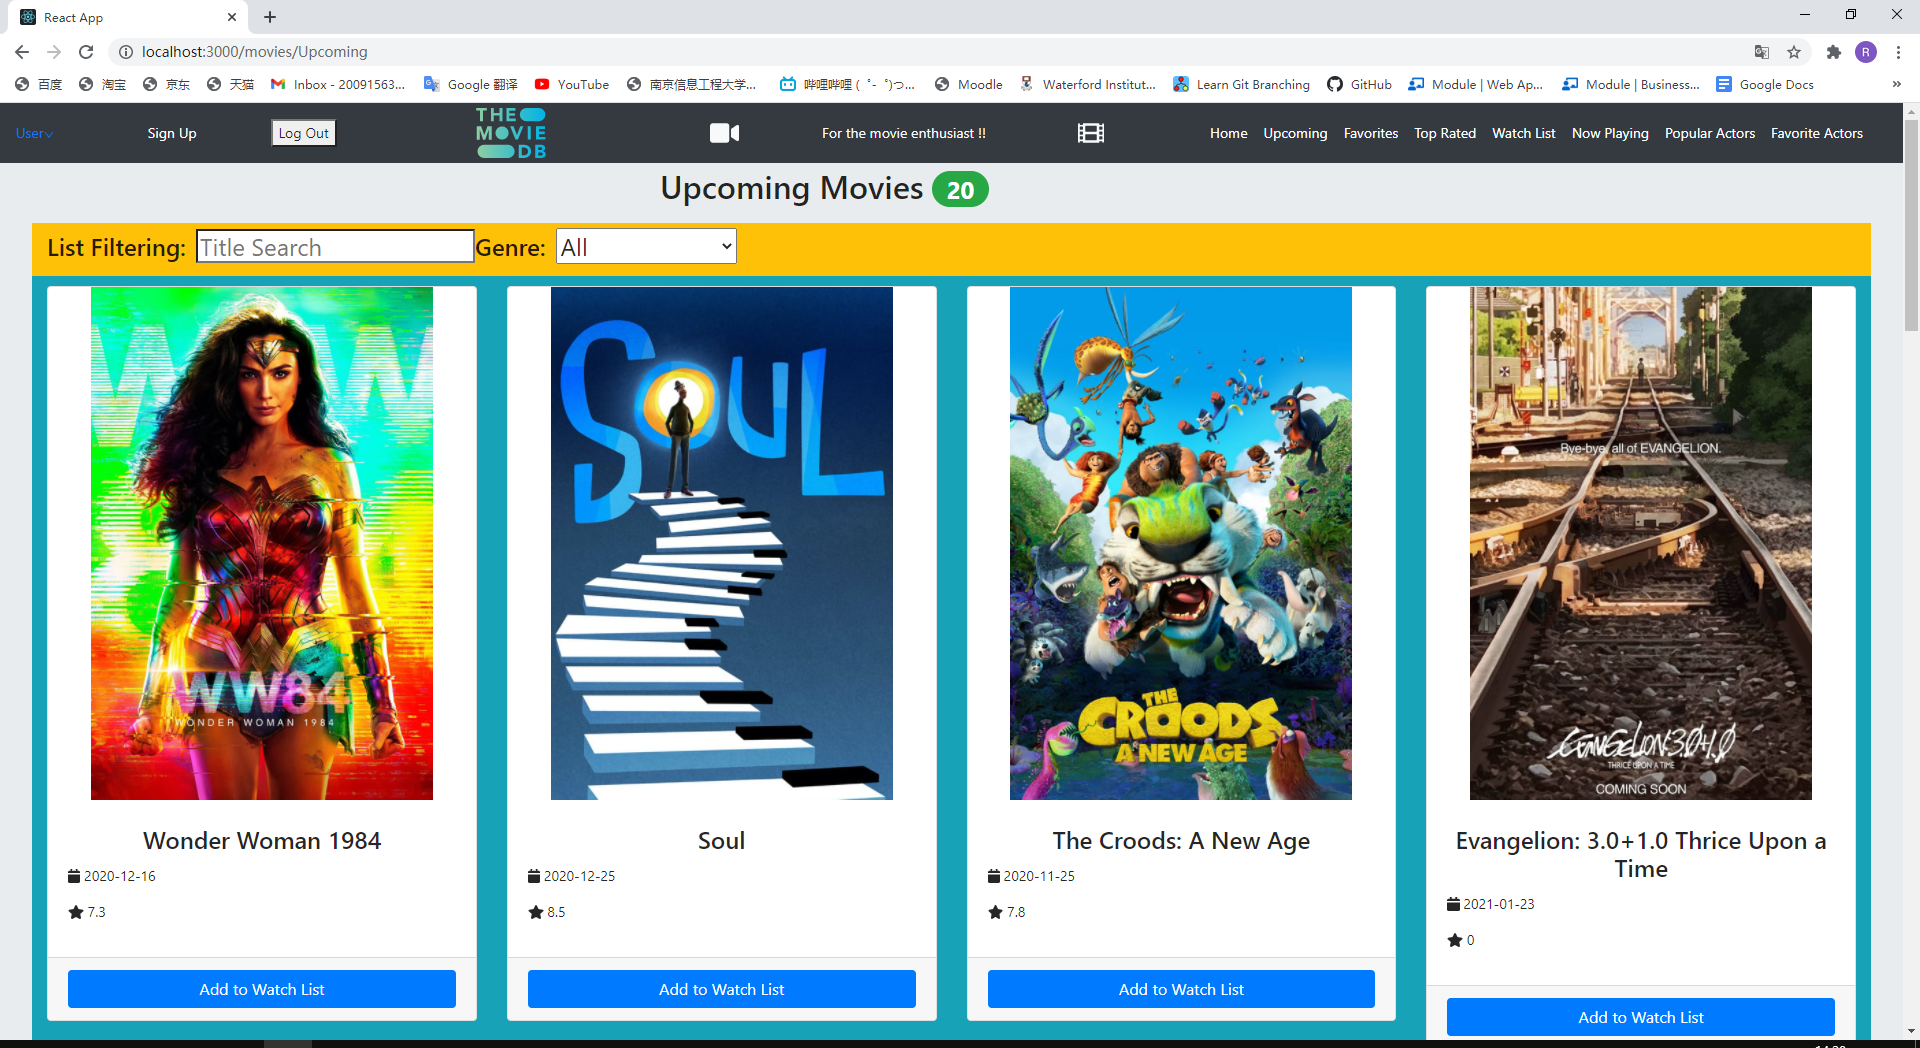 React App
localhost:3000/movies/Upcoming
R
百度 淘宝 京东 天猫 Inbox - 20091563... Google 翻译 YouTube 南京信息工程大学... 哔哩哔哩 ( ゜- ゜)つ... Moodle Waterford Institut... Learn Git Branching GitHub Module | Web Ap... Module | Business... Google Docs »
User Sign Up Log Out THE MOVIE DB For the movie enthusiast !! Home Upcoming Favorites Top Rated Watch List Now Playing Popular Actors Favorite Actors
Upcoming Movies 20
List Filtering: Title Search Genre: All
WW84
WONDER WOMAN 1984
SOUL
THE
CROODS
A NEW AGE
Bye-bye, all of EVANGELION.
EVANGELION:3.0+1.0
THRICE UPON A TIME
COMING SOON
Wonder Woman 1984
2020-12-16
7.3
Add to Watch List
Soul
2020-12-25
8.5
Add to Watch List
The Croods: A New Age
2020-11-25
7.8
Add to Watch List
Evangelion: 3.0+1.0 Thrice Upon a
Time
2021-01-23
0
Add to Watch List